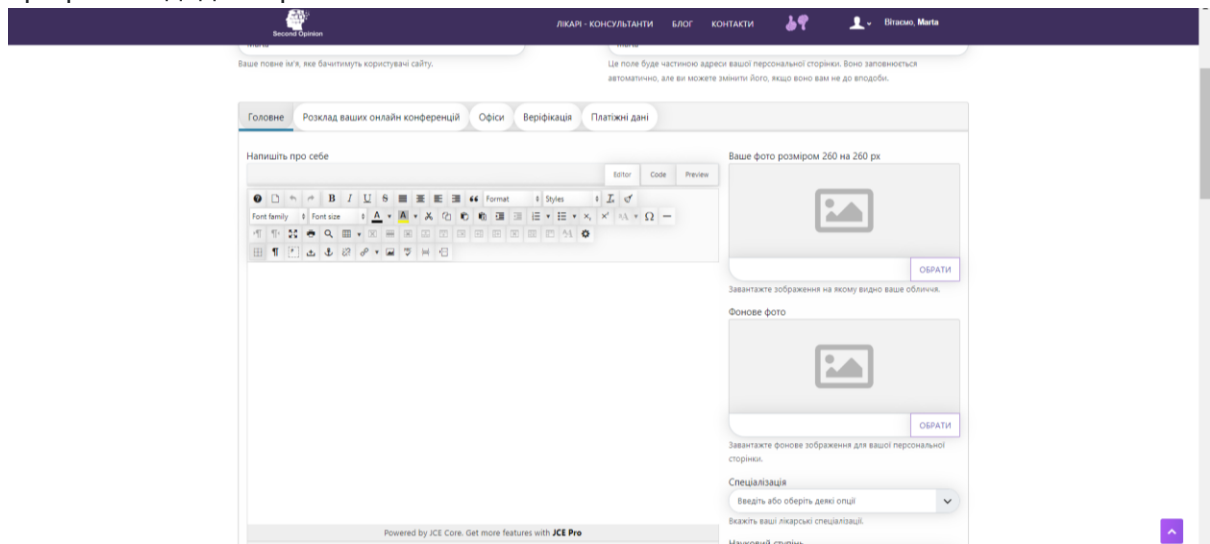 Second Opinion
ЛІКАРІ - КОНСУЛЬТАНТИ БЛОГ КОНТАКТИ
Вітаємо, Marta
Ваше повне ім'я, яке бачитимуть користувачі сайту.
Це поле буде частиною адреси вашої персональної сторінки. Воно заповнюється
автоматично, але ви можете змінити його, якщо воно вам не до вподоби.
Головне Розклад ваших онлайн конференцій Офіси Веріфікація Платіжні дані
Напишіть про себе
Editor Code Preview
Format Styles
Font family Font size
Powered by JCE Core. Get more features with JCE Pro
Ваше фото розміром 260 на 260 px
ОБРАТИ
Завантажте зображення на якому видно ваше обличчя.
Фонове фото
ОБРАТИ
Завантажте фонове зображення для вашої персональної
сторінки.
Спеціалізація
Введіть або оберіть деякі опції
Вкажіть ваші лікарські спеціалізації.
Науковий ступінь